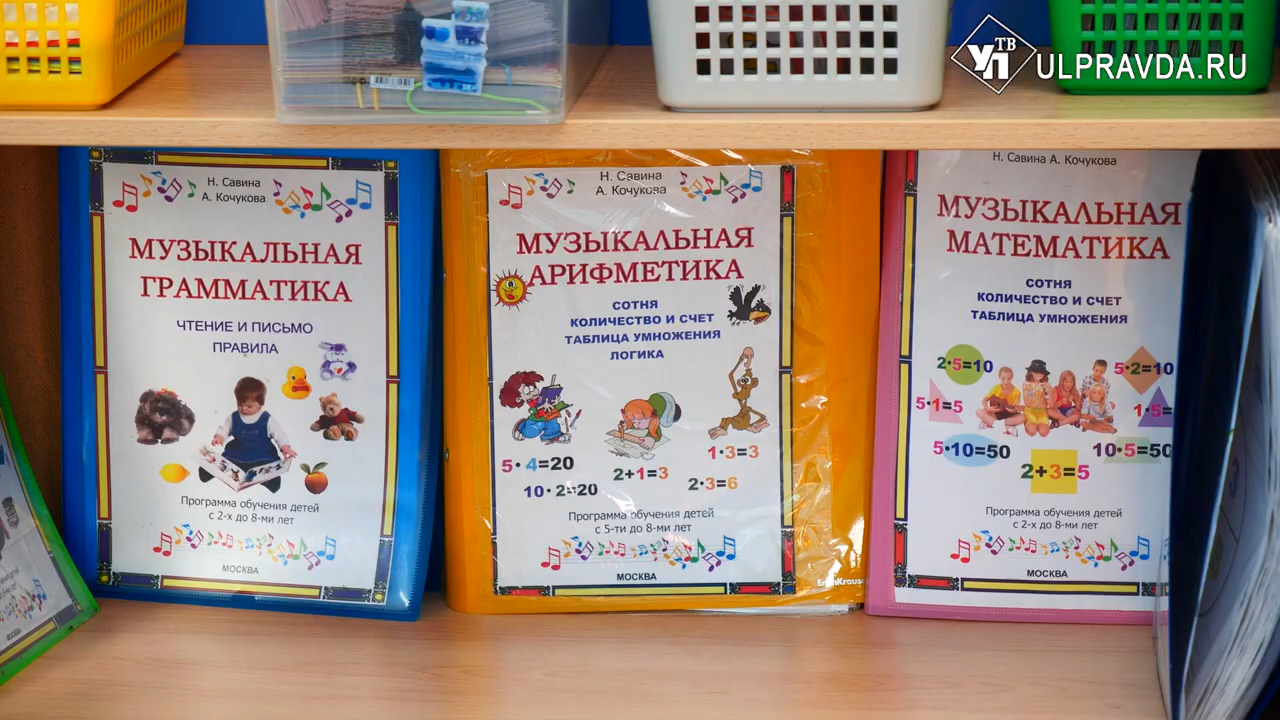 УП ТВ ULPRAVDA.RU
Н. Савина
А. Кочукова
МУЗЫКАЛЬНАЯ
ГРАММАТИКА
ЧТЕНИЕ И ПИСЬМО
ПРАВИЛА
Программа обучения детей
с 2-х до 8-ми лет
МОСКВА
Н. Савина
А. Кочукова
МУЗЫКАЛЬНАЯ
АРИФМЕТИКА
СОТНЯ
КОЛИЧЕСТВО И СЧЕТ
ТАБЛИЦА УМНОЖЕНИЯ
ЛОГИКА
1·3=3
5·4=20
2+1=3
10·2=20
2·3=6
Программа обучения детей
с 5-ти до 8-ми лет
МОСКВА
ErichKrause
Н. Савина А. Кочукова
МУЗЫКАЛЬНАЯ
МАТЕМАТИКА
СОТНЯ
КОЛИЧЕСТВО И СЧЕТ
ТАБЛИЦА УМНОЖЕНИЯ
2·5=10
5·2=10
5·1=5
1·5=
5·10=50
10·5=50
2+3=5
Программа обучения детей
с 2-х до 8-ми лет
МОСКВА
МОСКВА